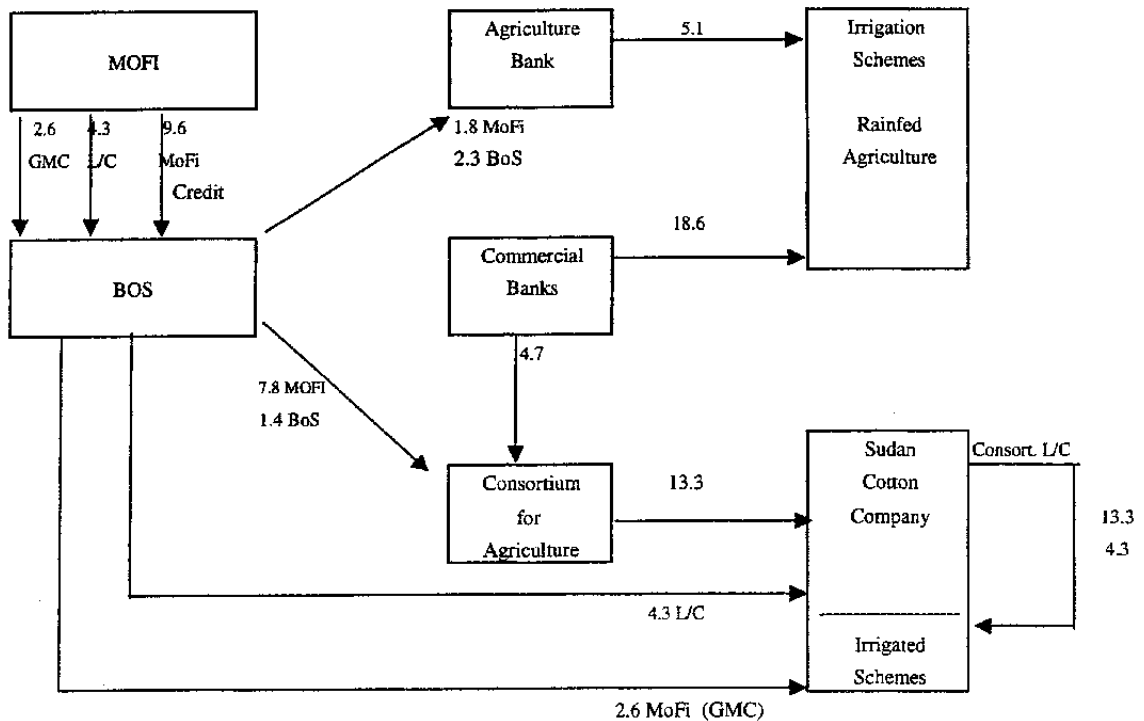 MOFI
2.6 4.3 9.6
GMC L/C MoFi
Credit
BOS
Agriculture
Bank
5.1
1.8 MoFi
2.3 BoS
Irrigation
Schemes
Rainfed
Agriculture
Commercial
Banks
18.6
4.7
7.8 MOFI
1.4 BoS
Consortium
for
Agriculture
13.3
Sudan
Cotton
Company
Consort. L/C
13.3
4.3
4.3 L/C
Irrigated
Schemes
2.6 MoFi (GMC)